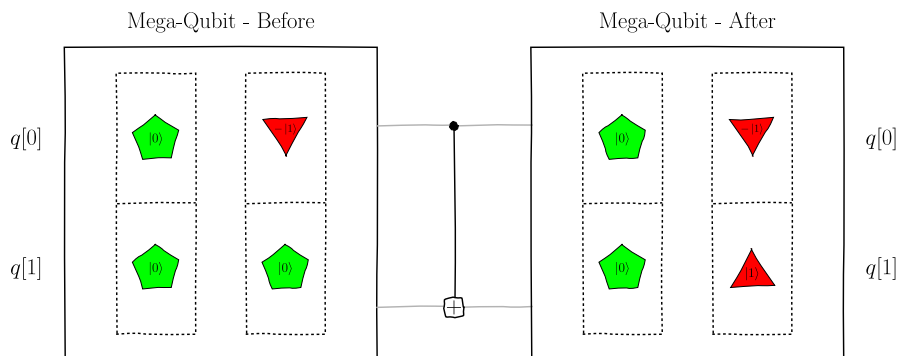 Mega-Qubit - Before
Mega-Qubit - After
q[0]
|0⟩
−|1⟩
|0⟩
−|1⟩
q[0]
q[1]
|0⟩
|0⟩
|0⟩
|1⟩
q[1]